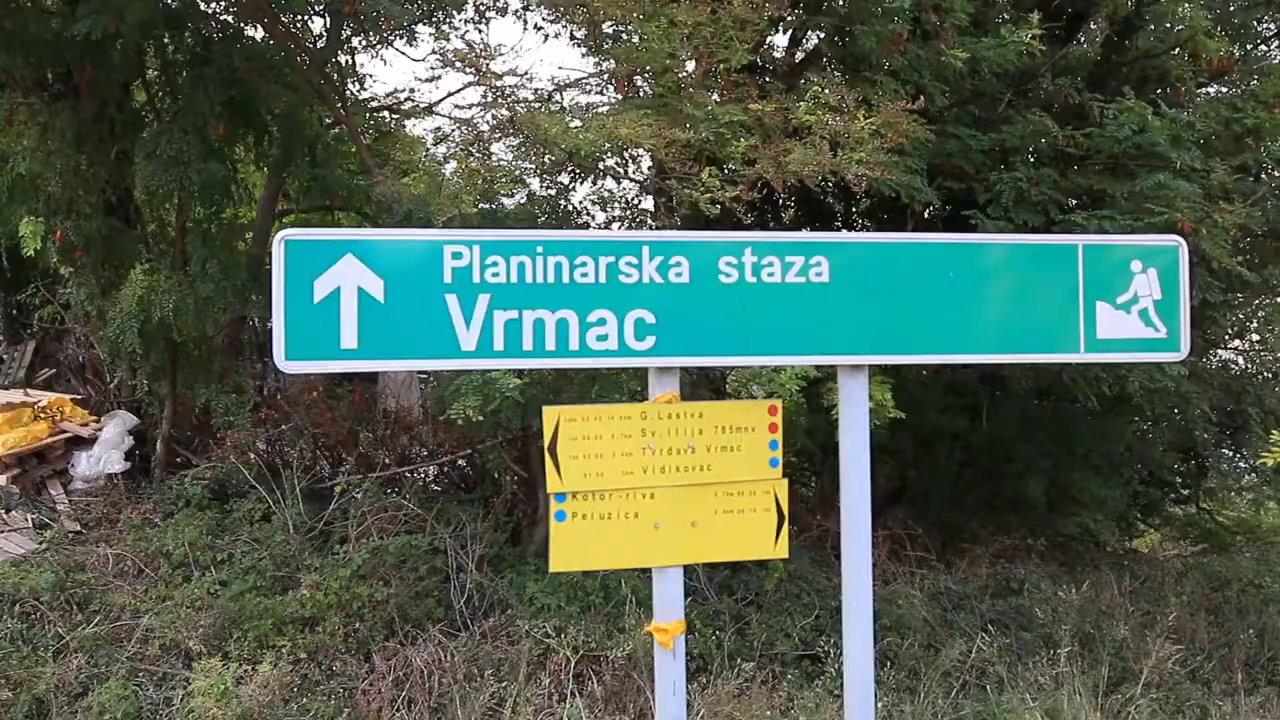 Planinarska staza
Vrmac
G.Lastva
Sv.Ilija 785mnv
Tvrđava Vrmac
Vidikovac
Kotor-riva
Peluzica